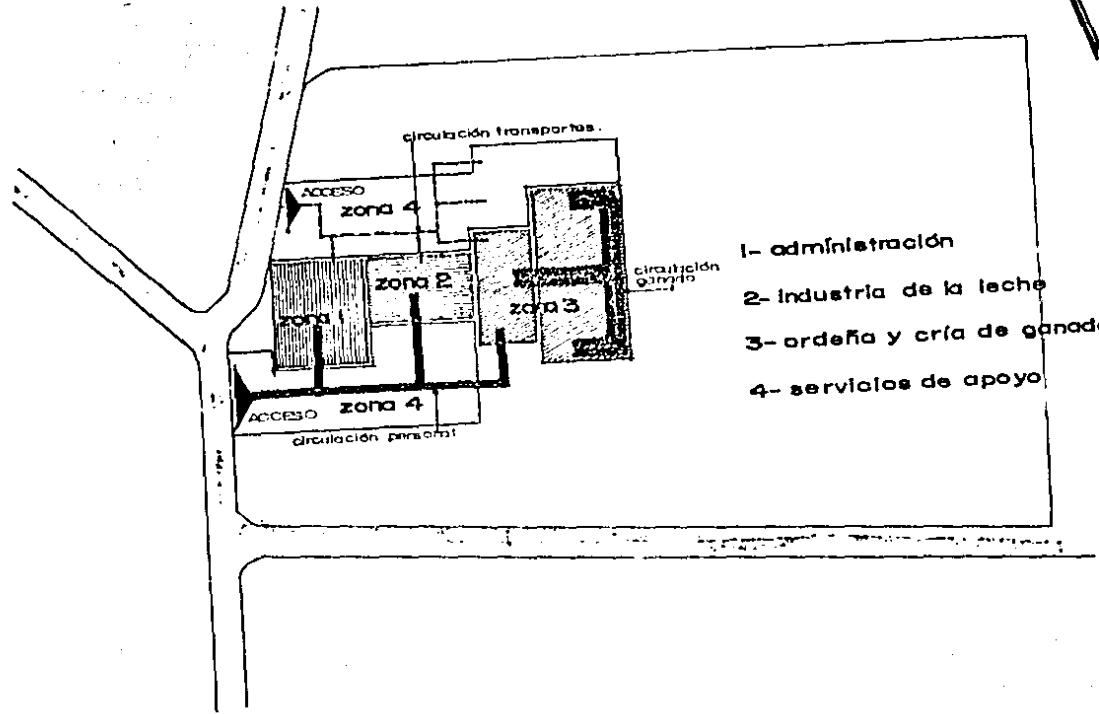 circulación transportes.
ACCESO
zona 4
zona 1
zona 2
zona 3
circulación
ganado
ACCESO
zona 4
circulación personal
1- administración
2- industria de la leche
3- ordeña y cría de ganado
4- servicios de apoyo